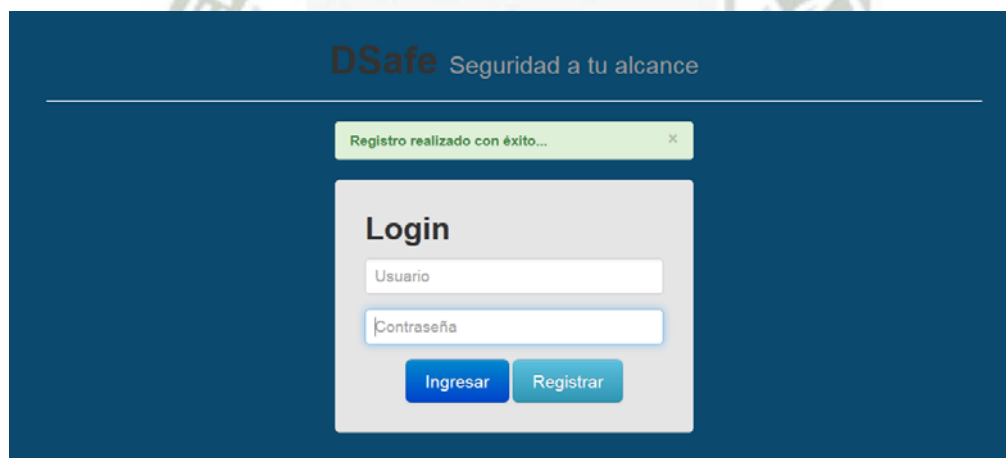 DSafe Seguridad a tu alcance
Registro realizado con éxito... ×
Login
Usuario
Contraseña
Ingresar Registrar